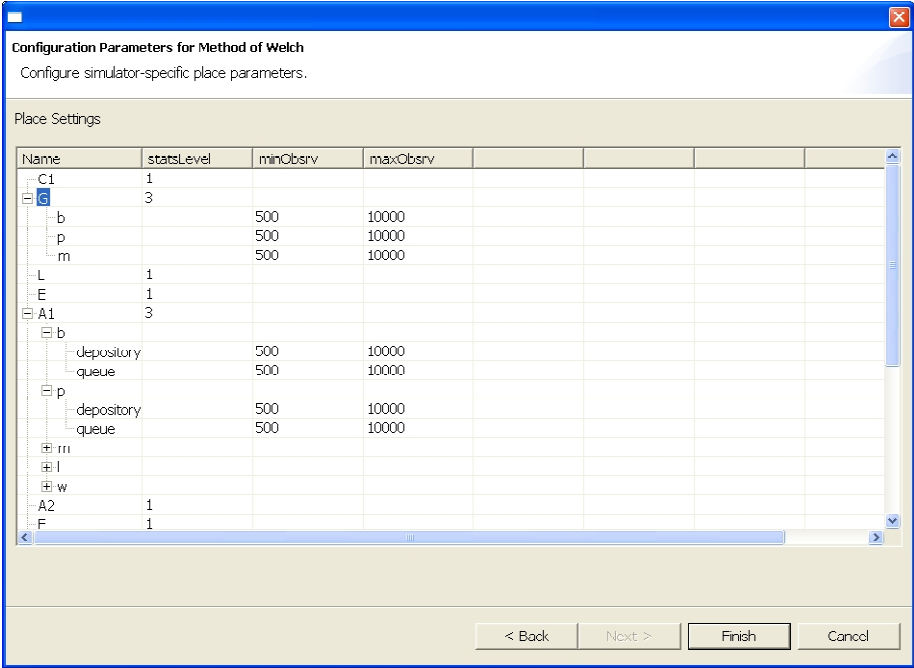 Configuration Parameters for Method of Welch
Configure simulator-specific place parameters.
Place Settings
Name statsLevel minObsrv maxObsrv
C1 1
G 3
b 500 10000
p 500 10000
m 500 10000
L 1
E 1
A1 3
b
depository 500 10000
queue 500 10000
p
depository 500 10000
queue 500 10000
m
l
w
A2 1
F 1
< Back Next > Finish Cancel